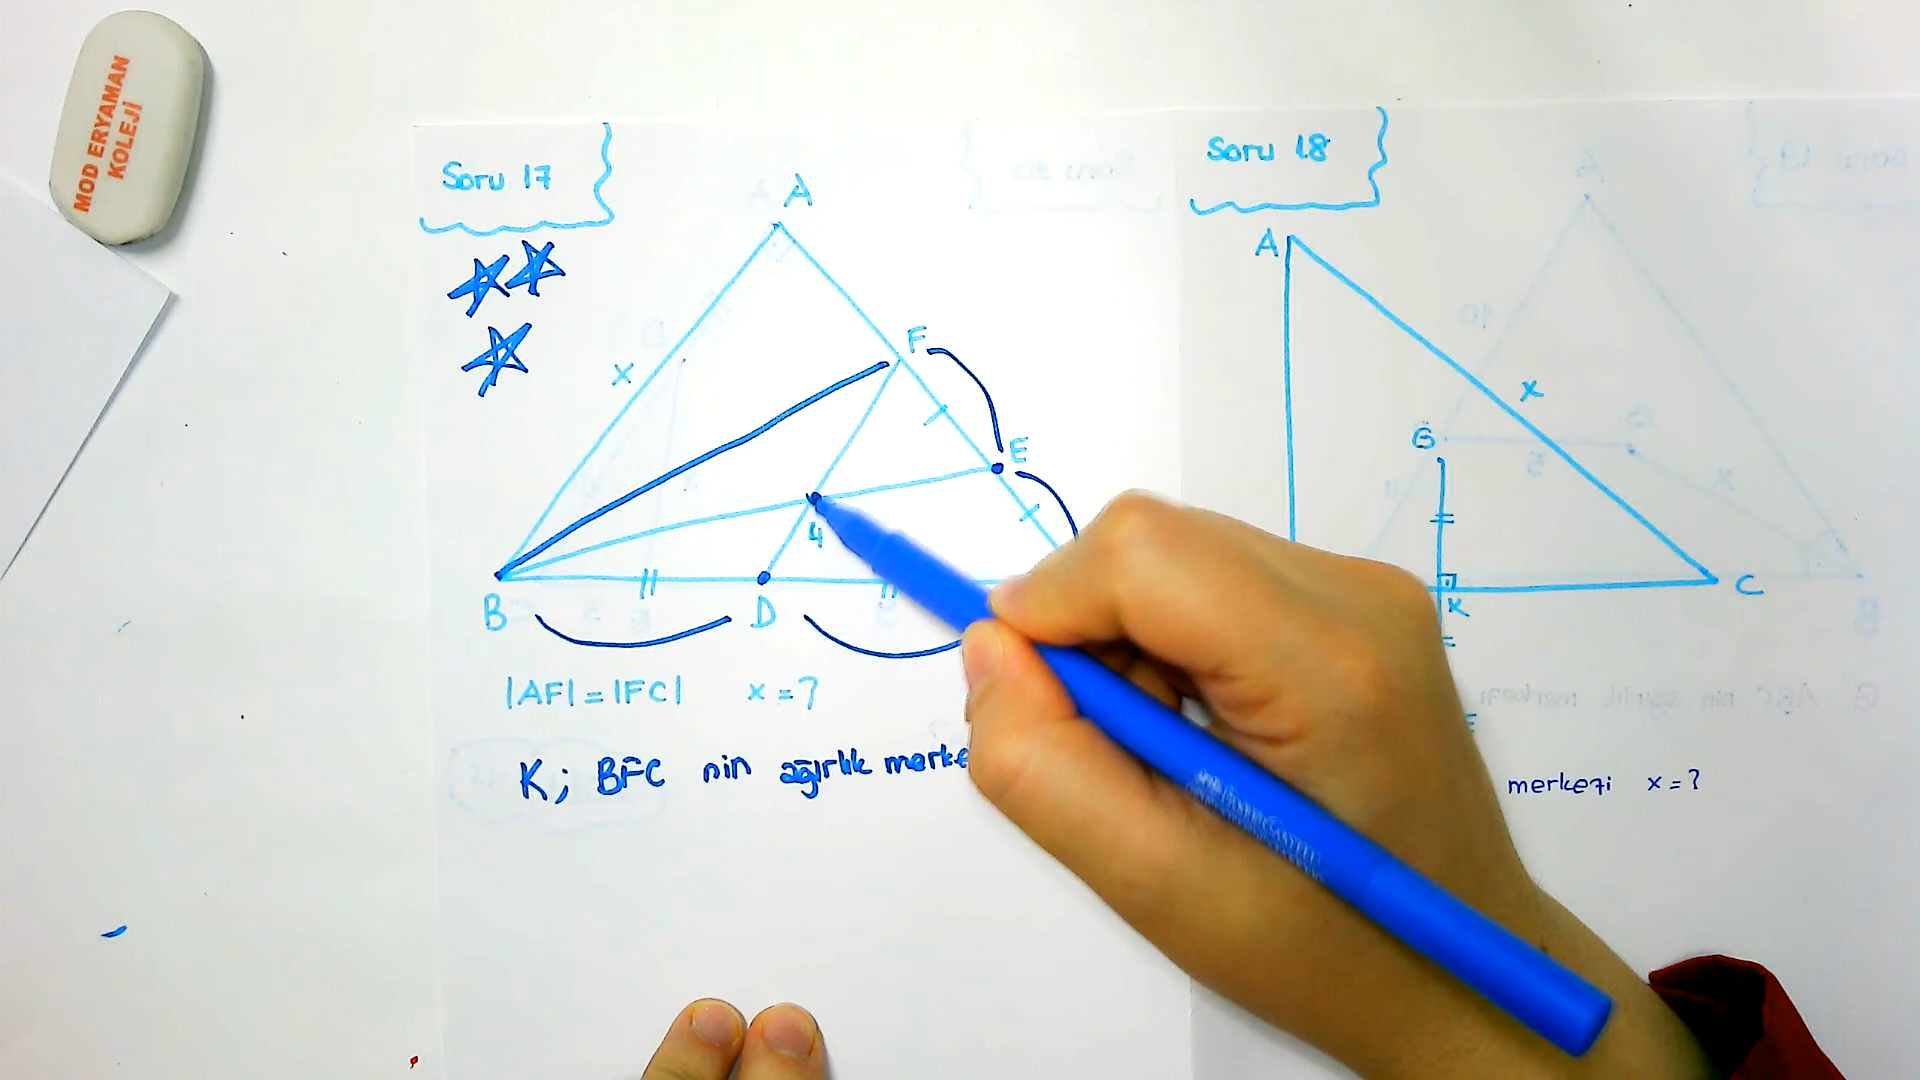 MOD ERYAMAN
KOLEJİ
Soru 17
A
x
F
E
4
B
D
|AF| = |FC| x = ?
K; BFC nin ağırlık merke
Soru 18
A
x
G
K
C
merkezi x = ?